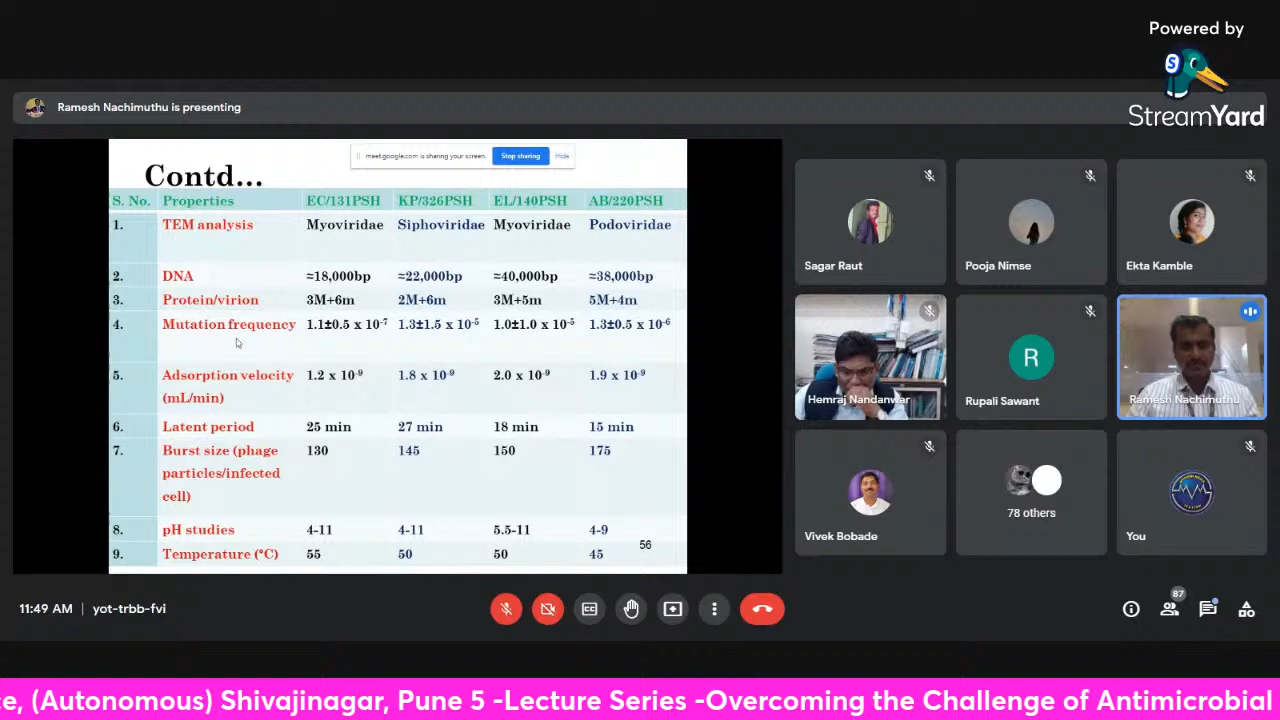 Powered by
StreamYard
Ramesh Nachimuthu is presenting
meet.google.com is sharing your screen.
Stop sharing
Hide
Contd...
S. No. Properties EC/131PSH KP/326PSH EL/140PSH AB/220PSH
1. TEM analysis Myoviridae Siphoviridae Myoviridae Podoviridae
2. DNA ≈18,000bp ≈22,000bp ≈40,000bp ≈38,000bp
3. Protein/virion 3M+6m 2M+6m 3M+5m 5M+4m
4. Mutation frequency 1.1±0.5 x 10⁻⁷ 1.3±1.5 x 10⁻⁵ 1.0±1.0 x 10⁻⁵ 1.3±0.5 x 10⁻⁶
5. Adsorption velocity 1.2 x 10⁻⁹ 1.8 x 10⁻⁹ 2.0 x 10⁻⁹ 1.9 x 10⁻⁹
(mL/min)
6. Latent period 25 min 27 min 18 min 15 min
7. Burst size (phage 130 145 150 175
particles/infected
cell)
8. pH studies 4-11 4-11 5.5-11 4-9
9. Temperature (°C) 55 50 50 45
56
Sagar Raut
Pooja Nimse
Ekta Kamble
Hemraj Nandanwar
R
Rupali Sawant
Ramesh Nachimuthu
Vivek Bobade
78 others
You
11:49 AM | yot-trbb-fvi
87
ce, (Autonomous) Shivajinagar, Pune 5 -Lecture Series -Overcoming the Challenge of Antimicrobial